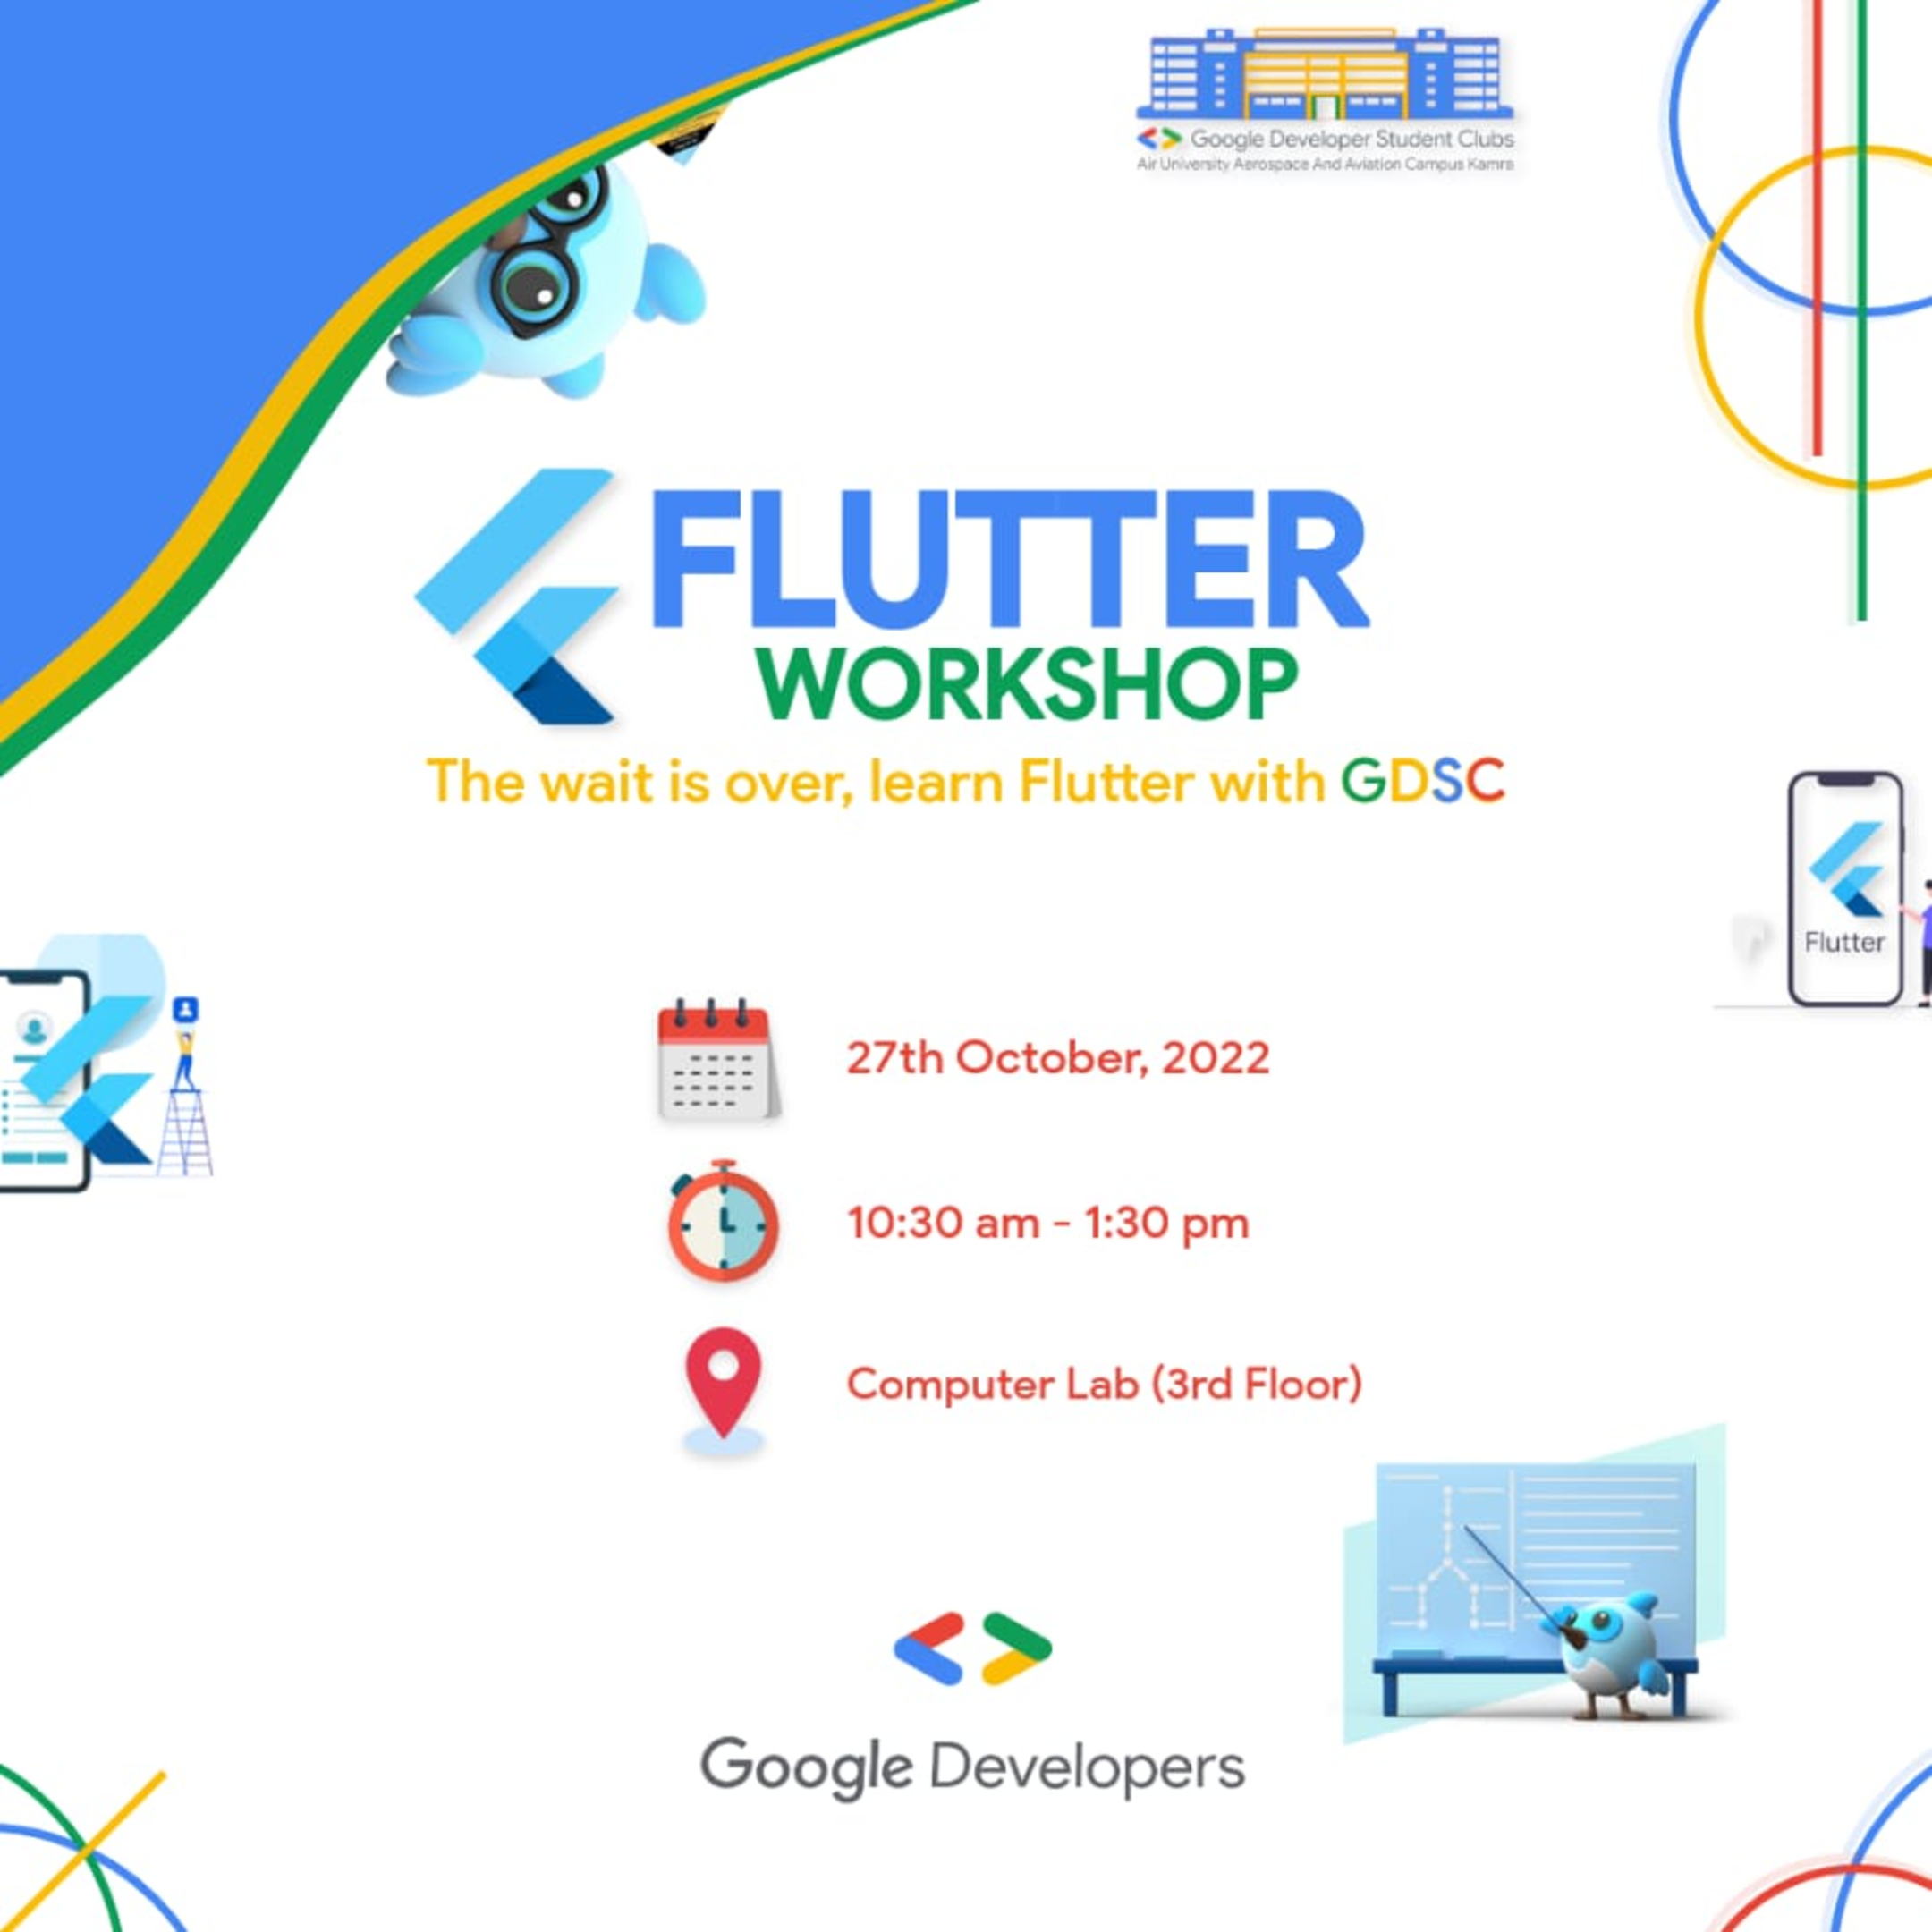 Google Developer Student Clubs
Air University Aerospace And Aviation Campus Kamra
FLUTTER
WORKSHOP
The wait is over, learn Flutter with GDSC
Flutter
27th October, 2022
10:30 am - 1:30 pm
Computer Lab (3rd Floor)
Google Developers